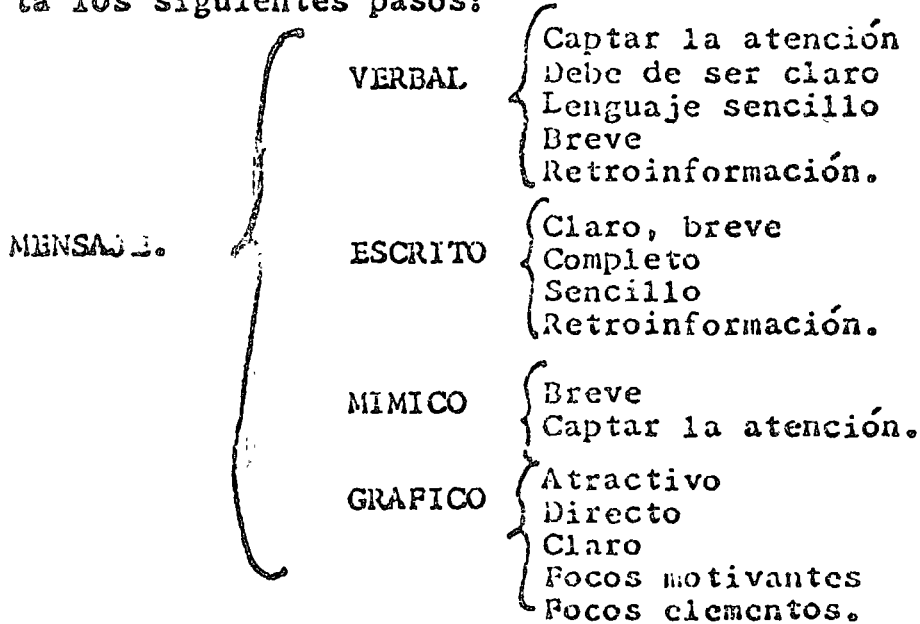 ta los siguientes pasos:
MENSAJE.
VERBAL
Captar la atención
Debe de ser claro
Lenguaje sencillo
Breve
Retroinformación.
ESCRITO
Claro, breve
Completo
Sencillo
Retroinformación.
MIMICO
Breve
Captar la atención.
GRAFICO
Atractivo
Directo
Claro
Focos motivantes
Pocos elementos.